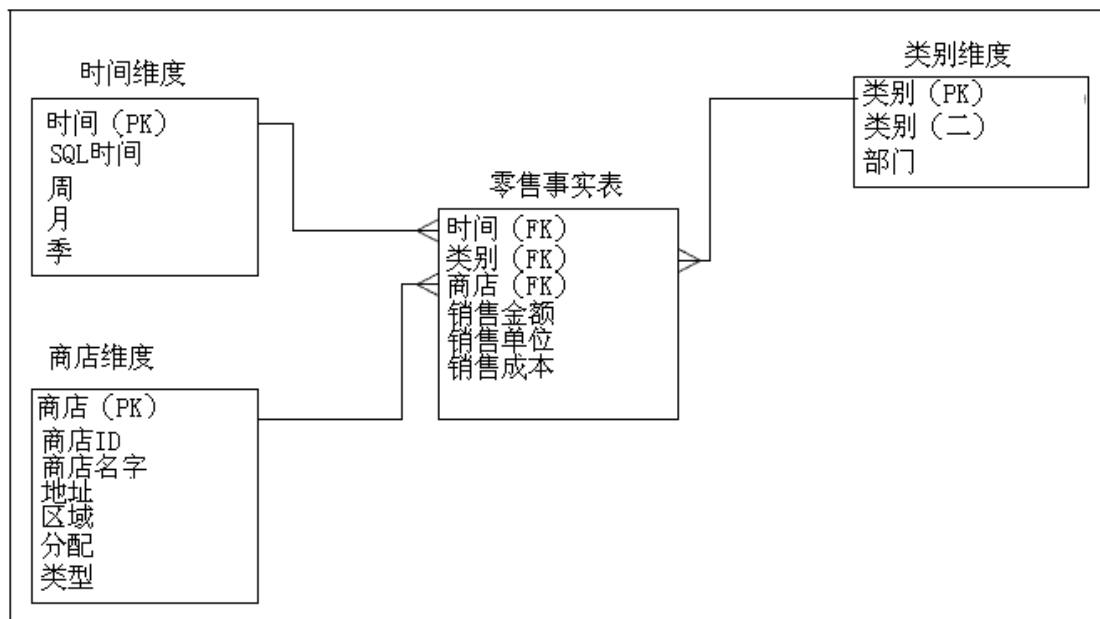 时间维度
时间（PK）
SQL时间
周
月
季
商店维度
商店（PK）
商店ID
商店名字
地址
区域
分配
类型
零售事实表
时间（FK）
类别（FK）
商店（FK）
销售金额
销售单位
销售成本
类别维度
类别（PK）
类别（二）
部门